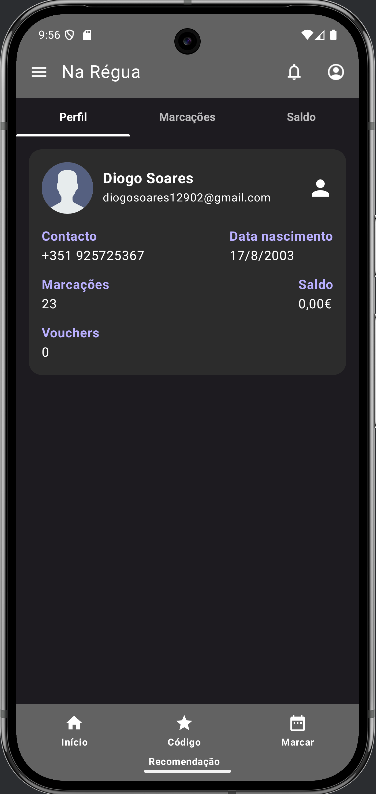 9:56
Na Régua
Perfil Marcações Saldo
Diogo Soares
diogosoares12902@gmail.com
Contacto Data nascimento
+351 925725367 17/8/2003
Marcações Saldo
23 0,00€
Vouchers
0
Início Código Marcar
Recomendação